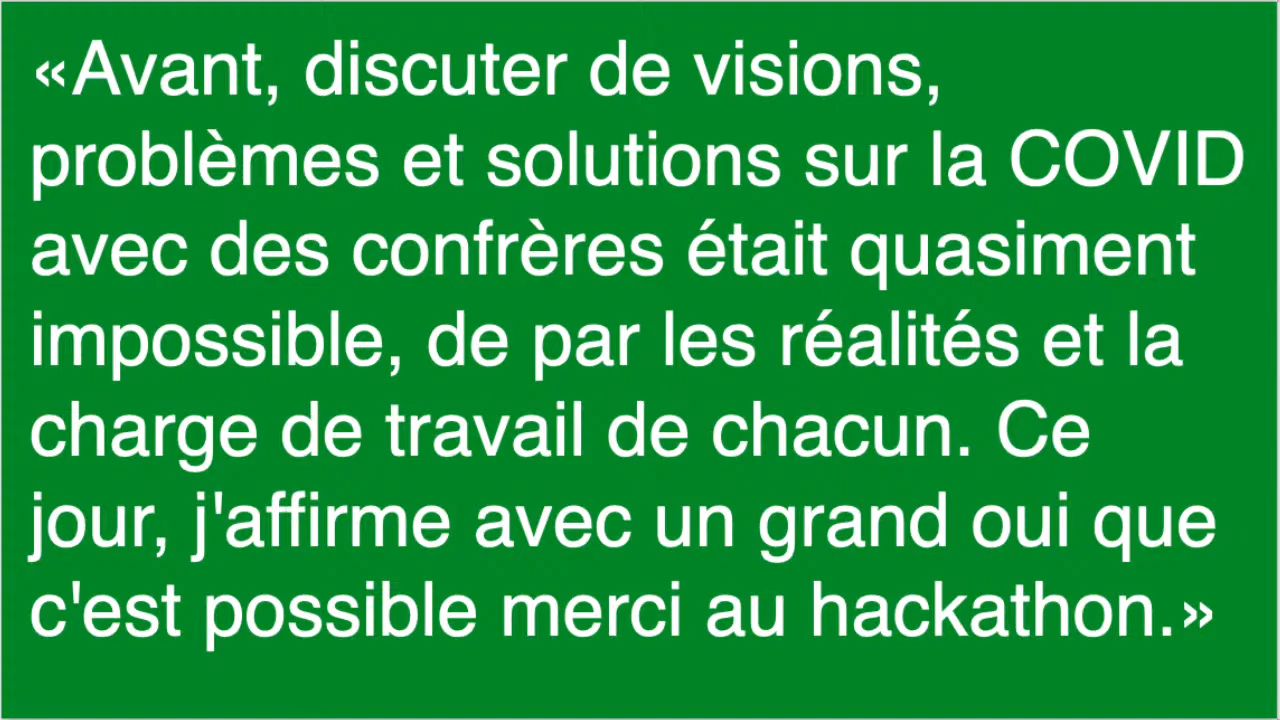 «Avant, discuter de visions,
problèmes et solutions sur la COVID
avec des confrères était quasiment
impossible, de par les réalités et la
charge de travail de chacun. Ce
jour, j'affirme avec un grand oui que
c'est possible merci au hackathon.»